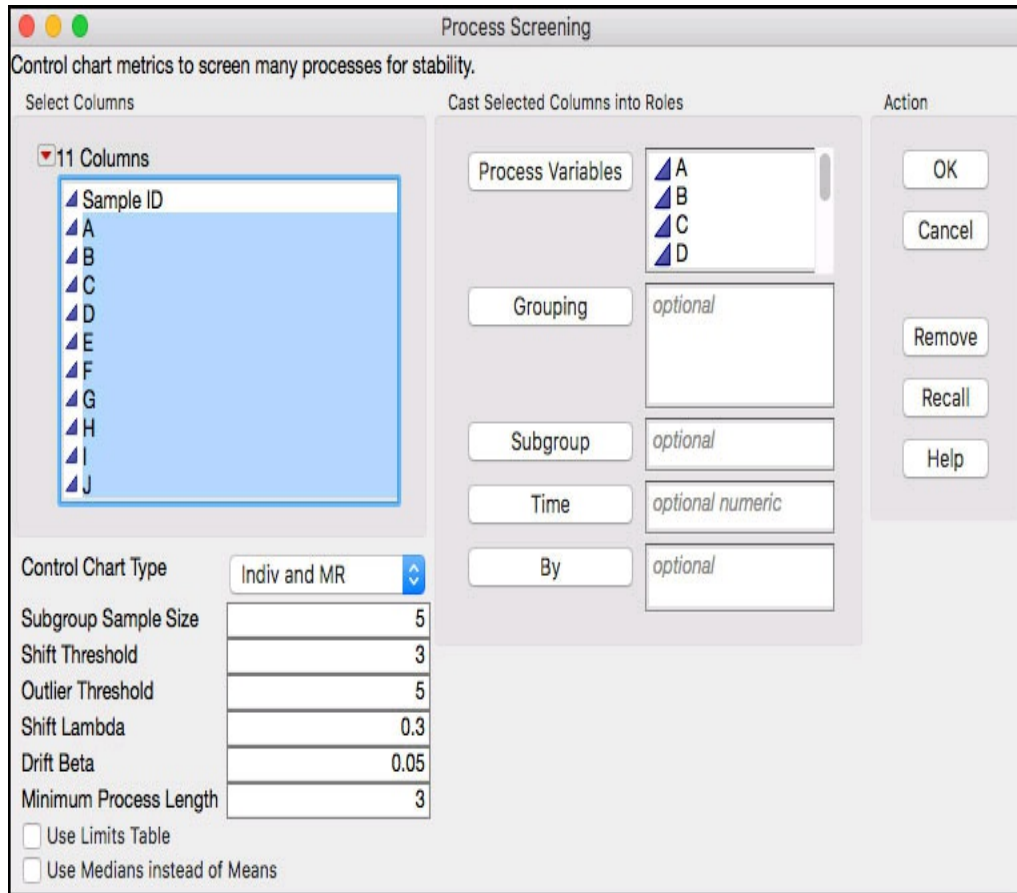 Process Screening
Control chart metrics to screen many processes for stability.
Select Columns
11 Columns
Sample ID
A
B
C
D
E
F
G
H
I
J
Control Chart Type
Indiv and MR
Subgroup Sample Size 5
Shift Threshold 3
Outlier Threshold 5
Shift Lambda 0.3
Drift Beta 0.05
Minimum Process Length 3
Use Limits Table
Use Medians instead of Means
Cast Selected Columns into Roles
Process Variables
A
B
C
D
Grouping
optional
Subgroup
optional
Time
optional numeric
By
optional
Action
OK
Cancel
Remove
Recall
Help